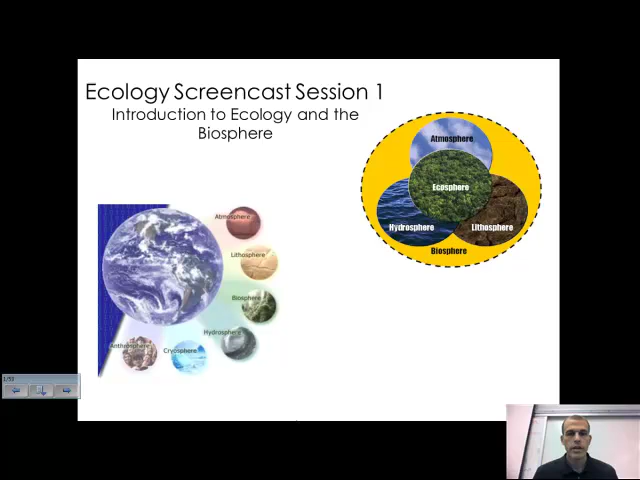 Ecology Screencast Session 1
Introduction to Ecology and the
Biosphere
Atmosphere
Ecosphere
Hydrosphere
Lithosphere
Biosphere
Atmosphere
Lithosphere
Biosphere
Hydrosphere
Cryosphere
Anthrosphere